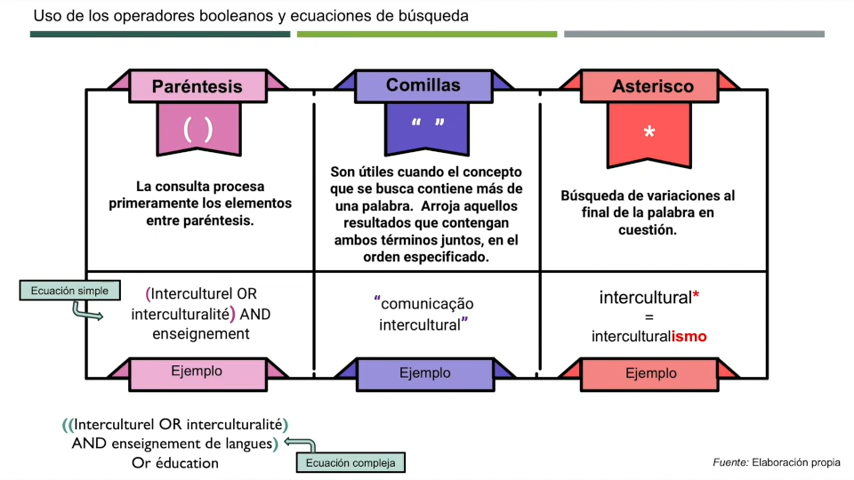 Uso de los operadores booleanos y ecuaciones de búsqueda
Paréntesis
( )
La consulta procesa
primeramente los elementos
entre paréntesis.
Comillas
“ ”
Son útiles cuando el concepto
que se busca contiene más de
una palabra. Arroja aquellos
resultados que contengan
ambos términos juntos, en el
orden especificado.
Asterisco
*
Búsqueda de variaciones al
final de la palabra en
cuestión.
Ecuación simple
(Interculturel OR
interculturalité) AND
enseignement
Ejemplo
“comunicação
intercultural”
Ejemplo
intercultural*
=
interculturalismo
Ejemplo
((Interculturel OR interculturalité)
AND enseignement de langues)
Or éducation
Ecuación compleja
Fuente: Elaboración propia